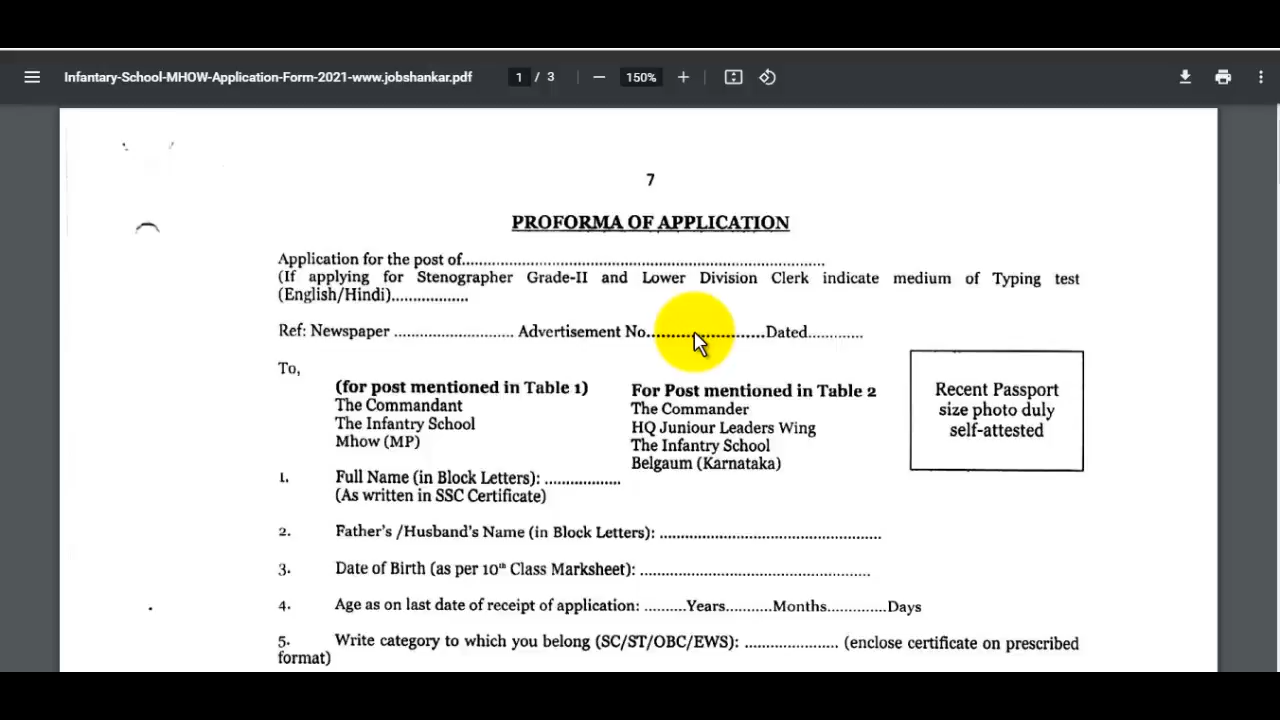 Infantary-School-MHOW-Application-Form-2021-www.jobshankar.pdf
1 / 3
150%
7
PROFORMA OF APPLICATION
Application for the post of..........................................................................................
(If applying for Stenographer Grade-II and Lower Division Clerk indicate medium of Typing test
(English/Hindi)..................
Ref: Newspaper ............................ Advertisement No...........................Dated............
To,
(for post mentioned in Table 1)
The Commandant
The Infantry School
Mhow (MP)
For Post mentioned in Table 2
The Commander
HQ Juniour Leaders Wing
The Infantry School
Belgaum (Karnataka)
Recent Passport
size photo duly
self-attested
1. Full Name (in Block Letters): ...................
(As written in SSC Certificate)
2. Father's /Husband's Name (in Block Letters): .......................................................
3. Date of Birth (as per 10th Class Marksheet): .........................................................
4. Age as on last date of receipt of application: .........Years..........Months.............Days
5. Write category to which you belong (SC/ST/OBC/EWS): ...................... (enclose certificate on prescribed
format)